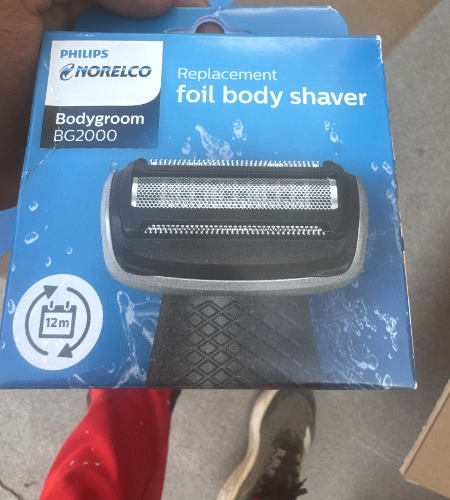 PHILIPS
NORELCO
Bodygroom
BG2000
Replacement
foil body shaver
12m